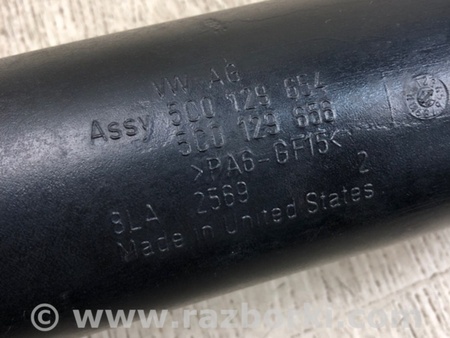 VW AG
Assy 5C0 129 654
5C0 129 656
>PA6-GF15<
8LA 2569 2
Made in United States
© www.razborka.com